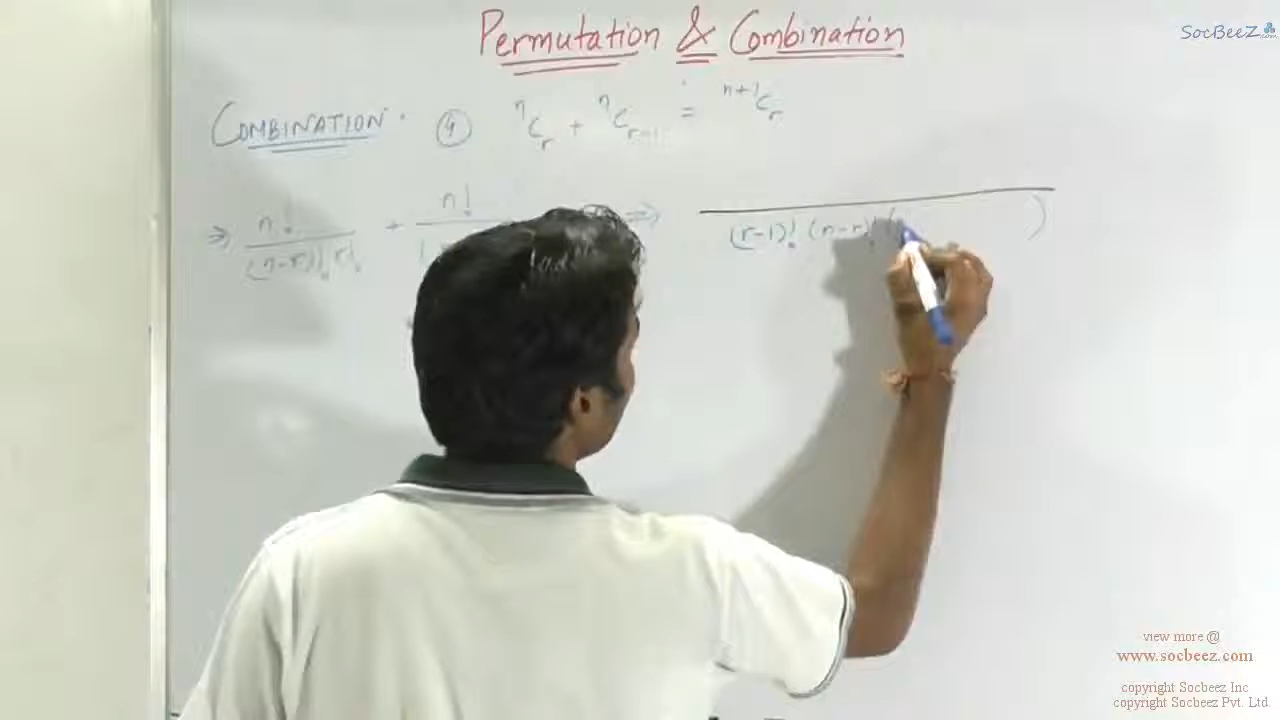 Permutation & Combination
SocBeeZ.com
COMBINATION: ④ ⁿCᵣ + ⁿCᵣ₋₁ = ⁿ⁺¹Cᵣ
⇒ n! / (n-r)! r! + n! / ⇒ / (r-1)! (n-r)! ( )
view more @
www.socbeez.com
copyright Socbeez Inc
copyright Socbeez Pvt. Ltd.